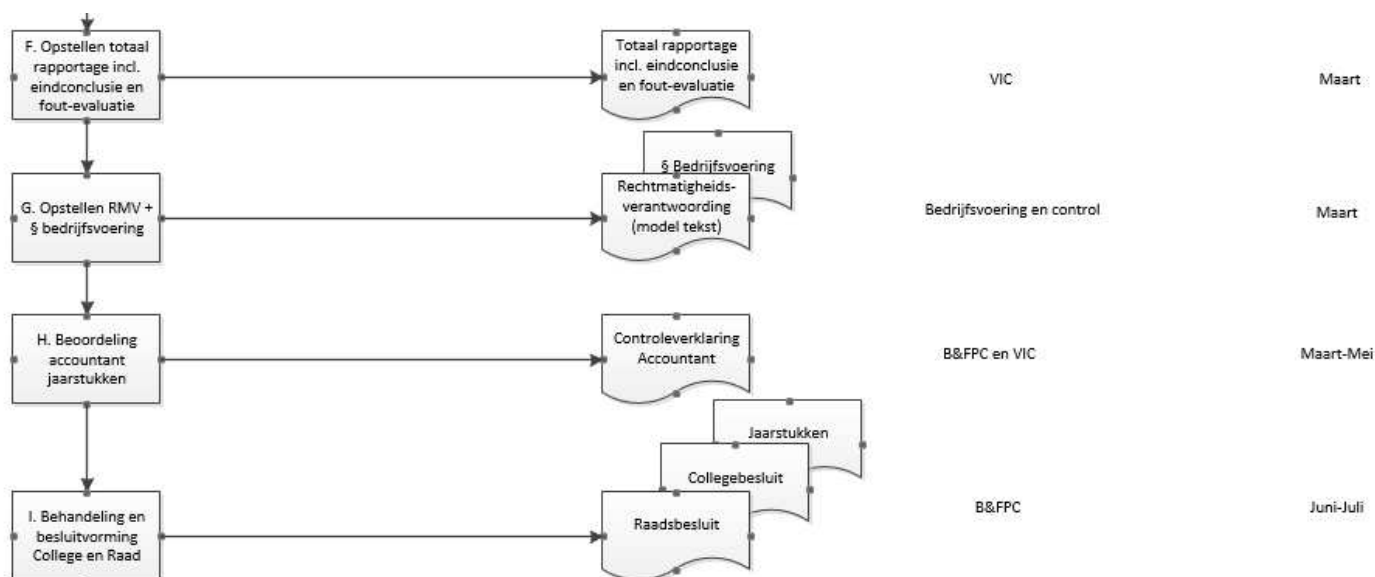 F. Opstellen totaal
rapportage incl.
eindconclusie en
fout-evaluatie
Totaal rapportage
incl. eindconclusie
en fout-evaluatie
VIC
Maart
§ Bedrijfsvoering
G. Opstellen RMV +
§ bedrijfsvoering
Rechtmatigheids-
verantwoording
(model tekst)
Bedrijfsvoering en control
Maart
H. Beoordeling
accountant
jaarstukken
Controleverklaring
Accountant
B&FPC en VIC
Maart-Mei
Jaarstukken
Collegebesluit
I. Behandeling en
besluitvorming
College en Raad
Raadsbesluit
B&FPC
Juni-Juli